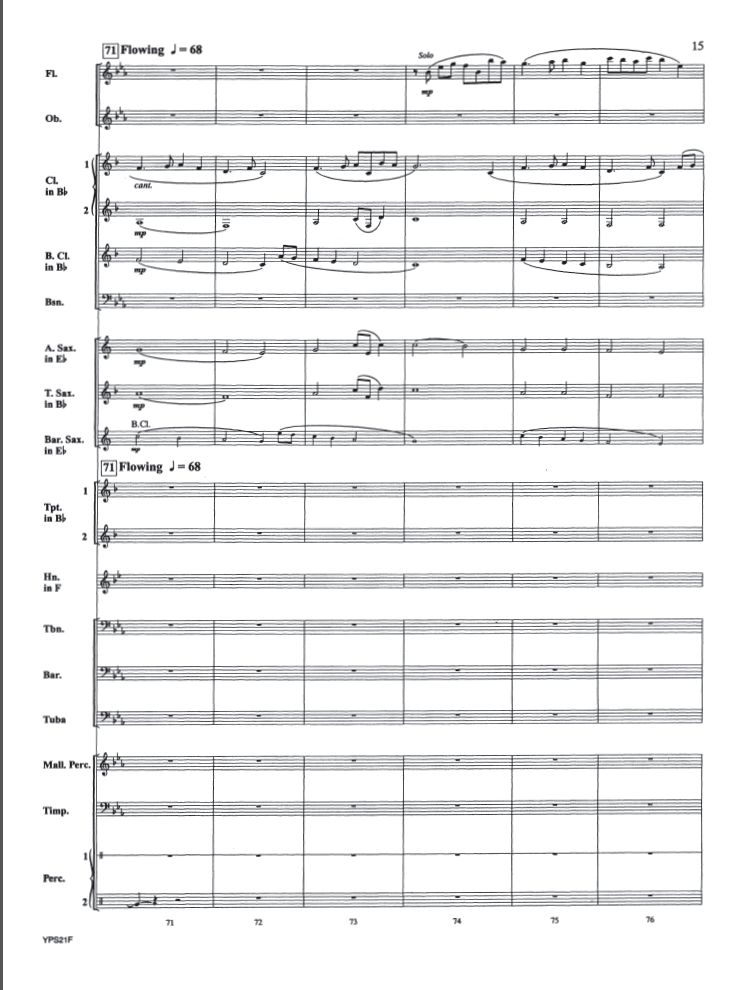 71 Flowing ♩ = 68
15
Fl.
Solo
mp
Ob.
1
Cl.
in B♭
cant.
2
mp
B. Cl.
in B♭
mp
Bsn.
A. Sax.
in E♭
mp
T. Sax.
in B♭
mp
B.Cl.
Bar. Sax.
in E♭
mp
71 Flowing ♩ = 68
1
Tpt.
in B♭
2
Hn.
in F
Tbn.
Bar.
Tuba
Mall. Perc.
Timp.
1
Perc.
2
71 72 73 74 75 76
YPS21F